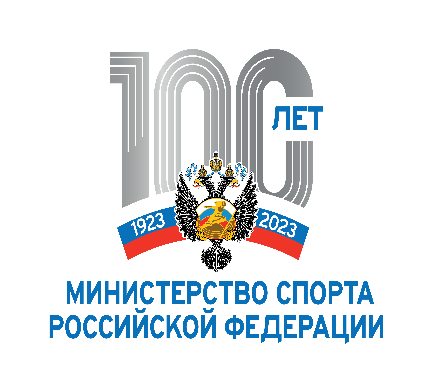 100
ЛЕТ
1923 2023
МИНИСТЕРСТВО СПОРТА
РОССИЙСКОЙ ФЕДЕРАЦИИ